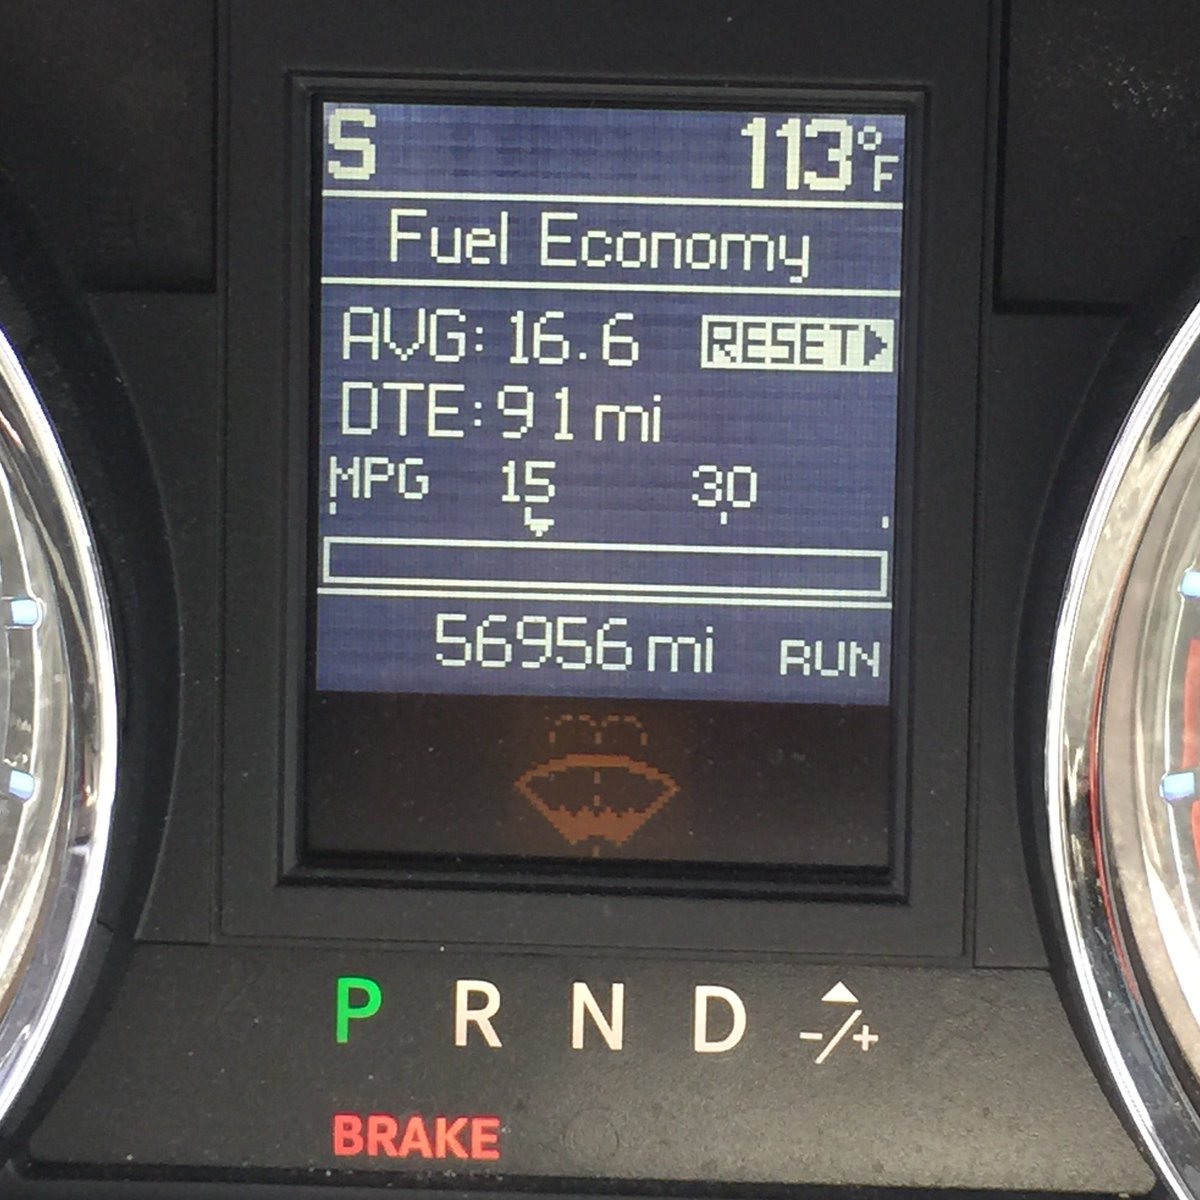 S 113°F
Fuel Economy
AVG: 16.6 RESET
DTE: 91 mi
MPG 15 30
56956 mi RUN
P R N D -/+
BRAKE